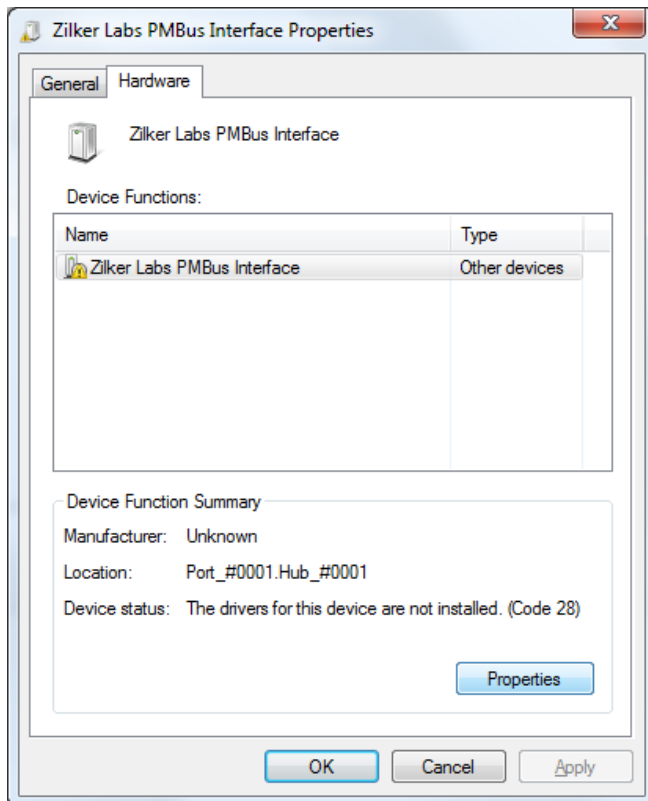 Zilker Labs PMBus Interface Properties
General Hardware
Zilker Labs PMBus Interface
Device Functions:
Name Type
Zilker Labs PMBus Interface Other devices
Device Function Summary
Manufacturer: Unknown
Location: Port_#0001.Hub_#0001
Device status: The drivers for this device are not installed. (Code 28)
Properties
OK Cancel Apply